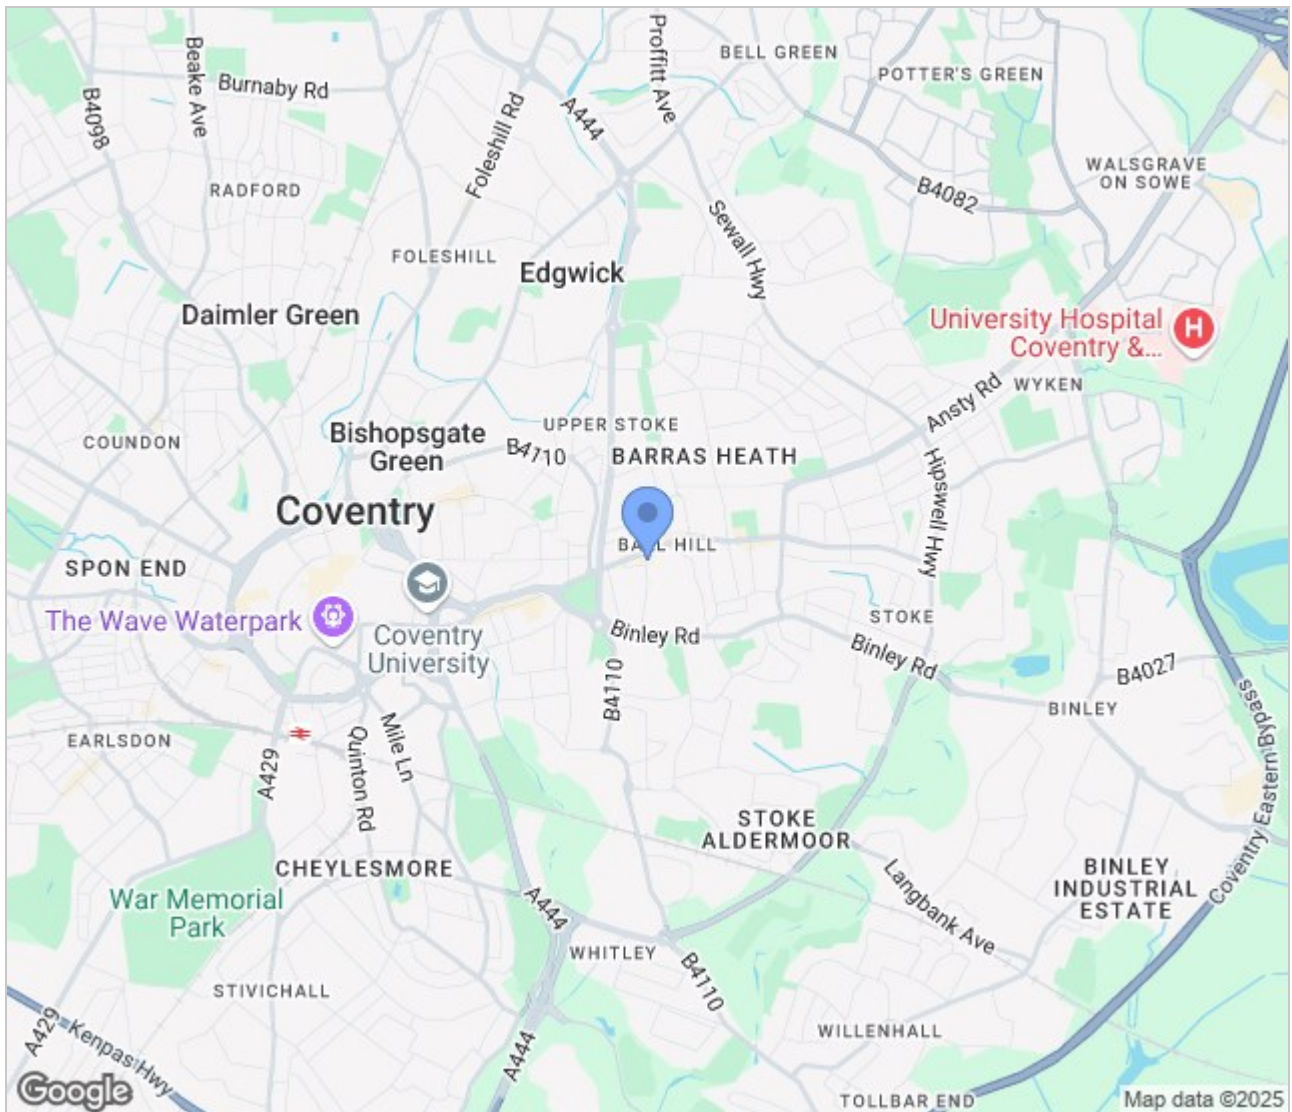 BELL GREEN
POTTER'S GREEN
Proffitt Ave
Beake Ave
Burnaby Rd
B4098
A444
Foleshill Rd
WALSGRAVE
ON SOWE
B4082
RADFORD
Sewall Hwy
FOLESHILL
Edgwick
Daimler Green
University Hospital
Coventry &...
H
WYKEN
Ansty Rd
COUNDON
Bishopsgate
Green
UPPER STOKE
B4110
BARRAS HEATH
Hipswell Hwy
Coventry
BALL HILL
SPON END
The Wave Waterpark
Coventry
University
STOKE
Binley Rd
Binley Rd
B4027
B4110
BINLEY
EARLSDON
A429
Quinton Rd
Mile Ln
Coventry Eastern Bypass
STOKE
ALDERMOOR
CHEYLESMORE
BINLEY
INDUSTRIAL
ESTATE
Langbank Ave
War Memorial
Park
A444
WHITLEY
B4110
STIVICHALL
WILLENHALL
A429
Kenpas Hwy
A444
TOLLBAR END
Google
Map data ©2025